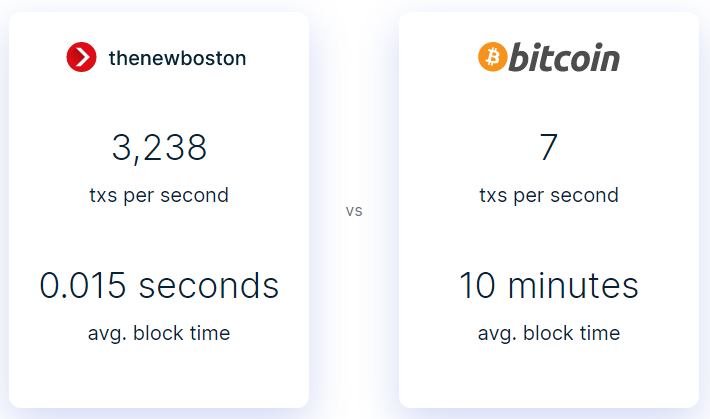 thenewboston
3,238
txs per second
0.015 seconds
avg. block time
vs
bitcoin
7
txs per second
10 minutes
avg. block time